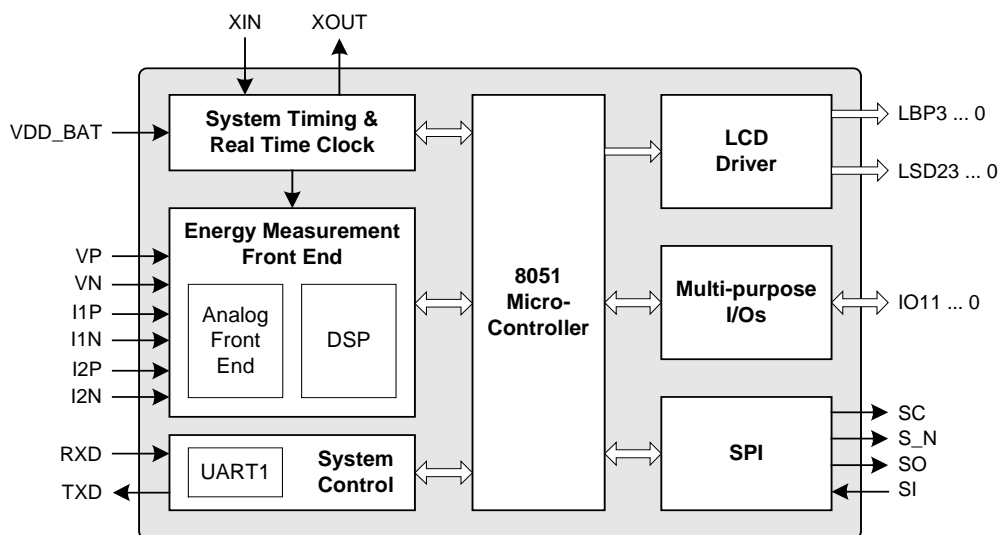 XIN
XOUT
VDD_BAT
System Timing &
Real Time Clock
Energy Measurement
Front End
VP
VN
I1P
I1N
I2P
I2N
Analog
Front
End
DSP
RXD
TXD
UART1
System
Control
8051
Micro-
Controller
LCD
Driver
LBP3 ... 0
LSD23 ... 0
Multi-purpose
I/Os
IO11 ... 0
SPI
SC
S_N
SO
SI